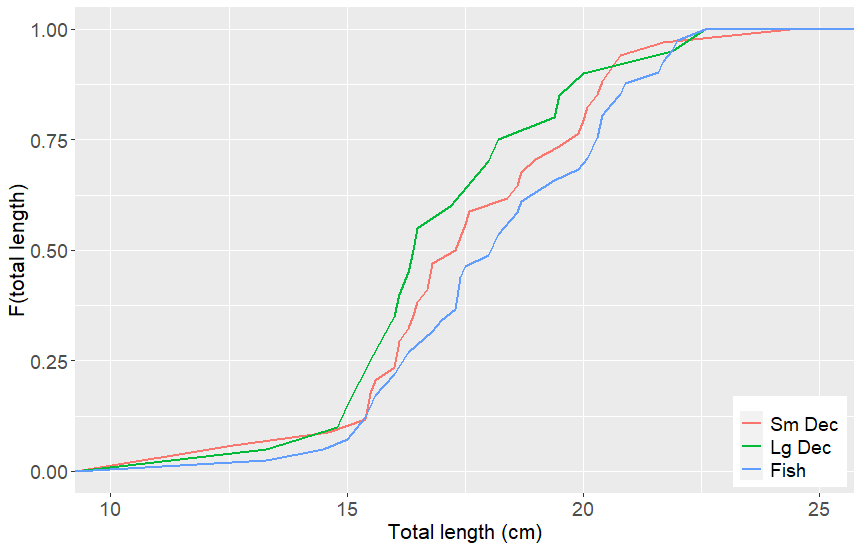 1.00
0.75
0.50
0.25
0.00
F(total length)
10
15
20
25
Total length (cm)
Sm Dec
Lg Dec
Fish